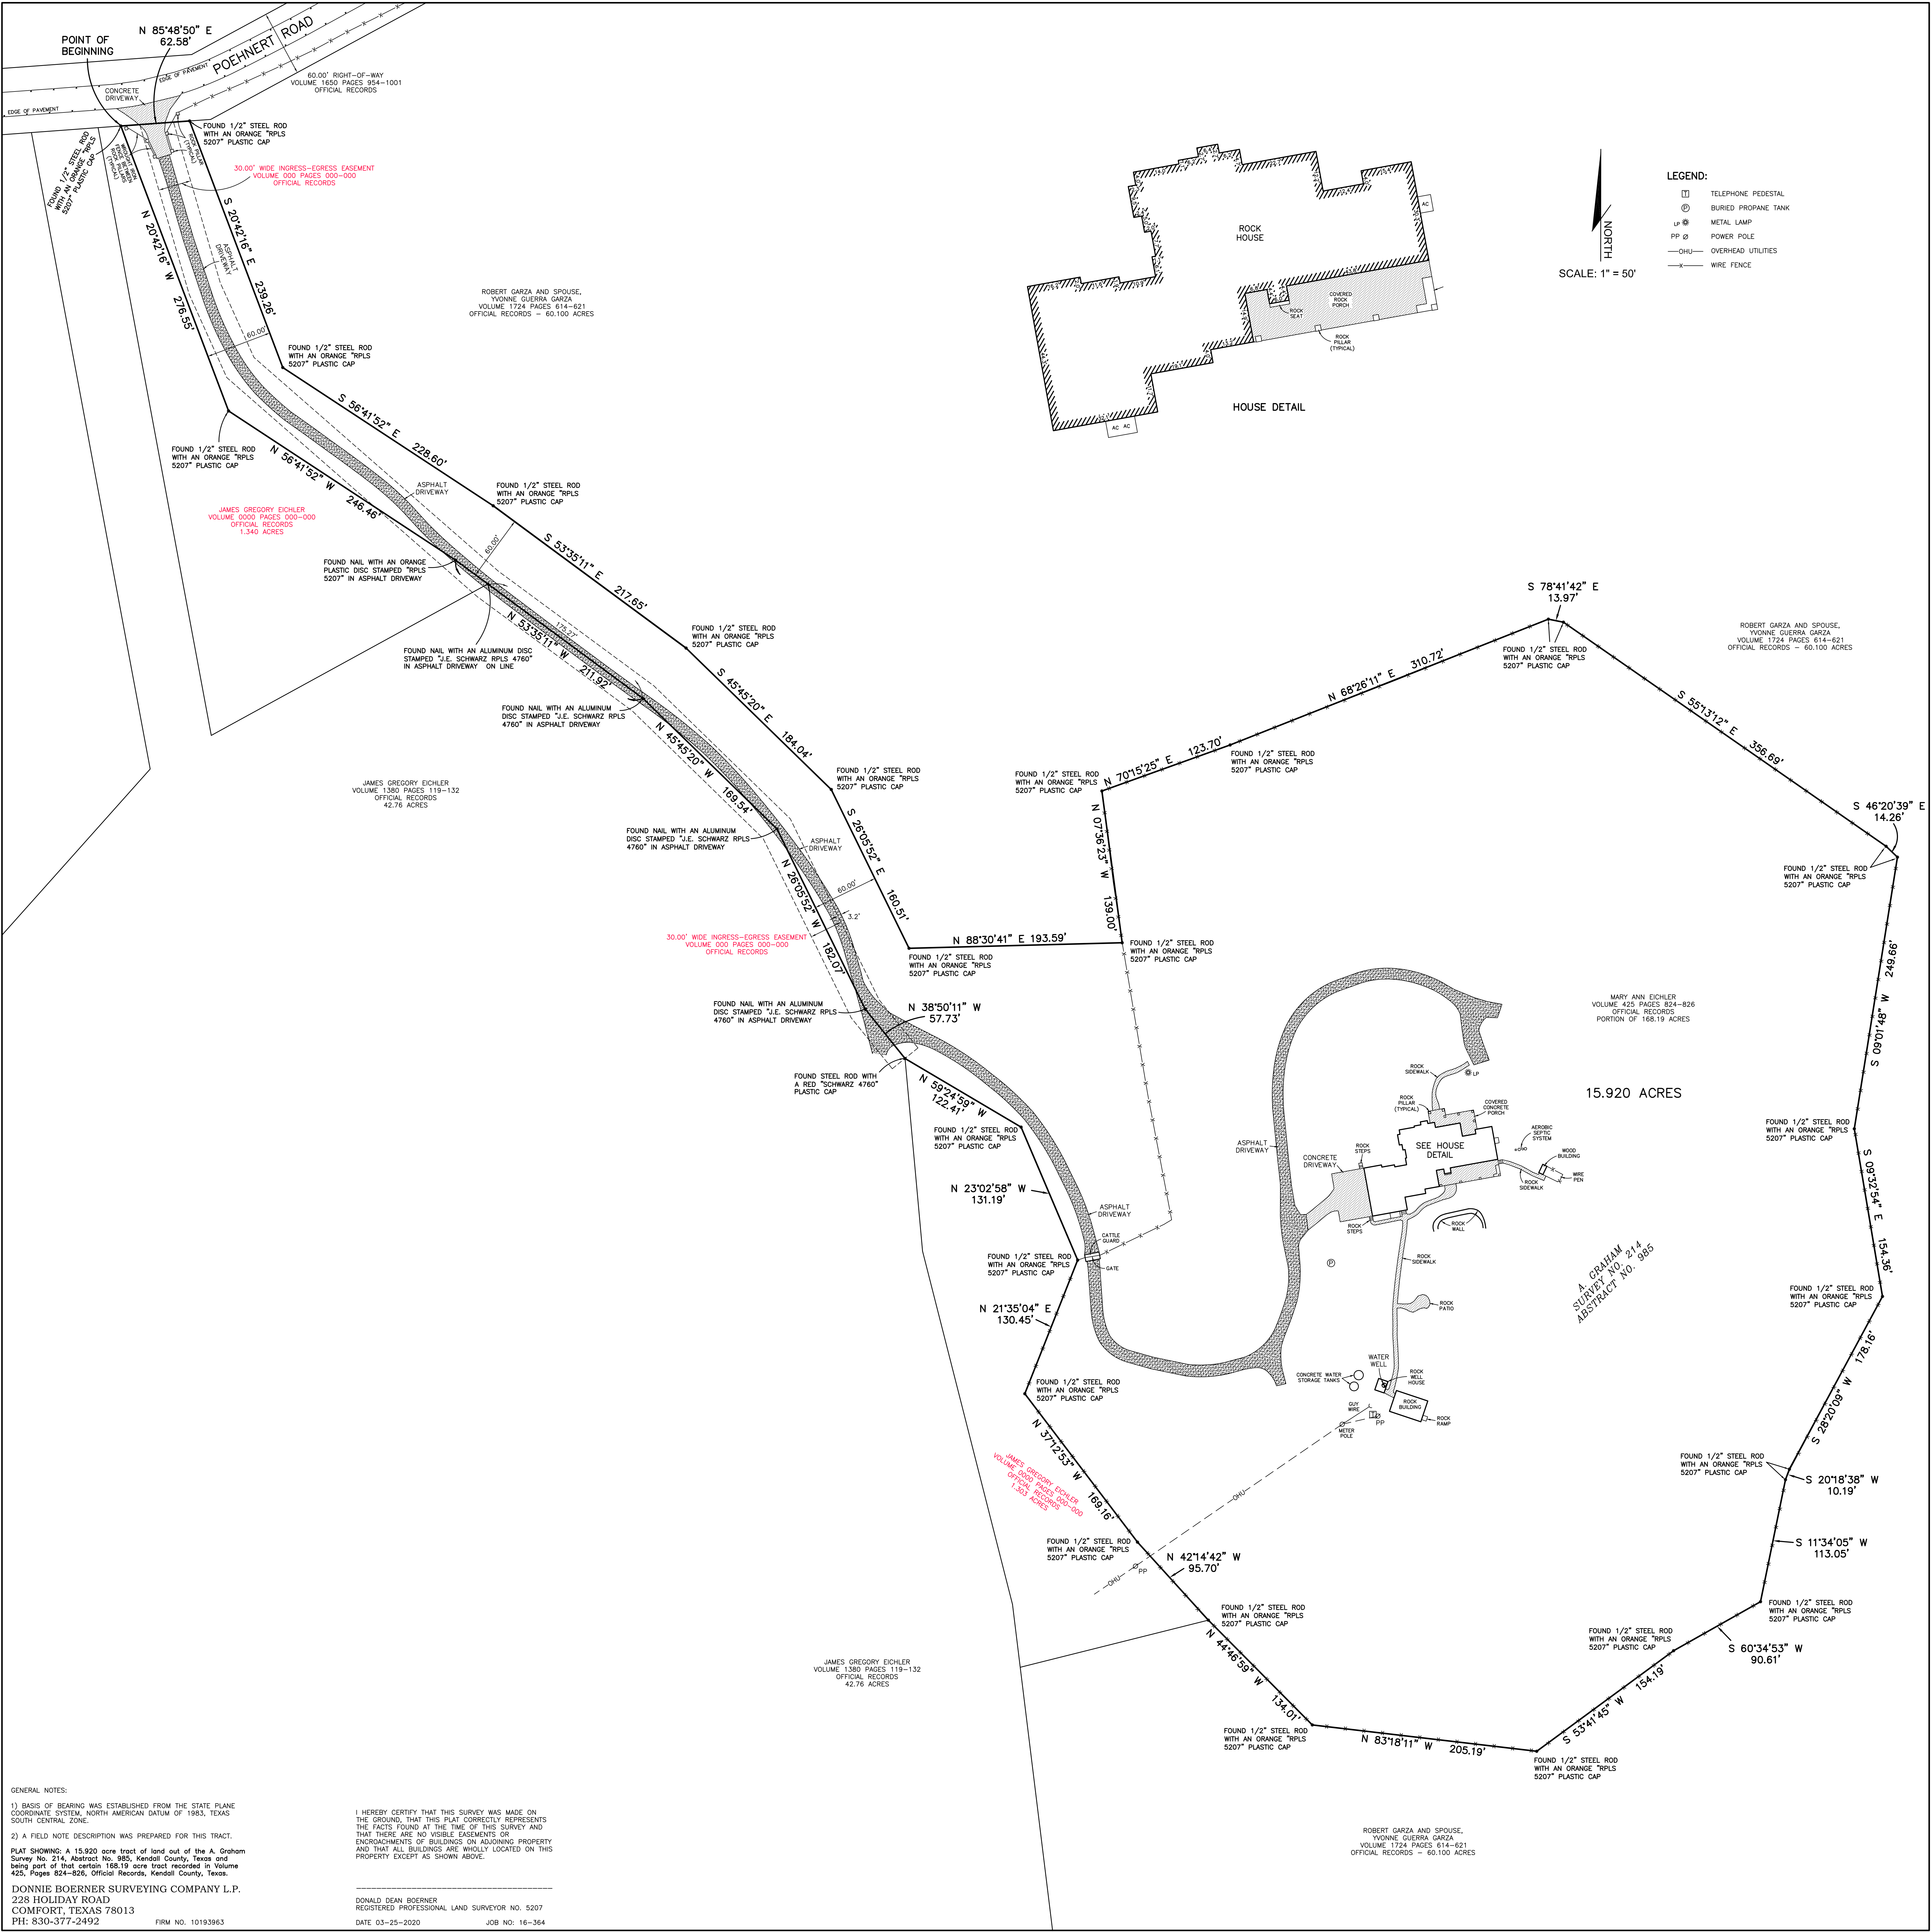 POINT OF
BEGINNING
N 85°48'50" E
62.58'
POEHNERT ROAD
EDGE OF PAVEMENT
EDGE OF PAVEMENT
CONCRETE
DRIVEWAY
60.00' RIGHT-OF-WAY
VOLUME 1650 PAGES 954-1001
OFFICIAL RECORDS
FOUND 1/2" STEEL ROD
WITH AN ORANGE "RPLS
5207" PLASTIC CAP
FOUND 1/2" STEEL ROD
WITH AN ORANGE "RPLS
5207" PLASTIC CAP
WROUGHT IRON
FENCE BETWEEN
ROCK PILLARS
(TYPICAL)
ROCK PILLAR
(TYPICAL)
30.00' WIDE INGRESS-EGRESS EASEMENT
VOLUME 000 PAGES 000-000
OFFICIAL RECORDS
N 20°42'16" W 276.55'
S 20°42'16" E 239.26'
ASPHALT
DRIVEWAY
60.00'
ROBERT GARZA AND SPOUSE,
YVONNE GUERRA GARZA
VOLUME 1724 PAGES 614-621
OFFICIAL RECORDS - 60.100 ACRES
FOUND 1/2" STEEL ROD
WITH AN ORANGE "RPLS
5207" PLASTIC CAP
S 56°41'52" E 228.60'
FOUND 1/2" STEEL ROD
WITH AN ORANGE "RPLS
5207" PLASTIC CAP
N 56°41'52" W 246.46'
ASPHALT
DRIVEWAY
FOUND 1/2" STEEL ROD
WITH AN ORANGE "RPLS
5207" PLASTIC CAP
JAMES GREGORY EICHLER
VOLUME 0000 PAGES 000-000
OFFICIAL RECORDS
1.340 ACRES
60.00'
S 53°35'11" E 217.65'
FOUND NAIL WITH AN ORANGE
PLASTIC DISC STAMPED "RPLS
5207" IN ASPHALT DRIVEWAY
175.27'
N 53°35'11" W 211.92'
FOUND NAIL WITH AN ALUMINUM DISC
STAMPED "J.E. SCHWARZ RPLS 4760"
IN ASPHALT DRIVEWAY ON LINE
FOUND 1/2" STEEL ROD
WITH AN ORANGE "RPLS
5207" PLASTIC CAP
FOUND NAIL WITH AN ALUMINUM
DISC STAMPED "J.E. SCHWARZ RPLS
4760" IN ASPHALT DRIVEWAY
S 45°45'20" E 184.04'
N 45°45'20" W 169.54'
JAMES GREGORY EICHLER
VOLUME 1380 PAGES 119-132
OFFICIAL RECORDS
42.76 ACRES
FOUND 1/2" STEEL ROD
WITH AN ORANGE "RPLS
5207" PLASTIC CAP
FOUND NAIL WITH AN ALUMINUM
DISC STAMPED "J.E. SCHWARZ RPLS
4760" IN ASPHALT DRIVEWAY
ASPHALT
DRIVEWAY
S 26°05'52" E 160.51'
N 26°05'52" W 182.07'
60.00'
3.2'
30.00' WIDE INGRESS-EGRESS EASEMENT
VOLUME 000 PAGES 000-000
OFFICIAL RECORDS
N 88°30'41" E 193.59'
FOUND 1/2" STEEL ROD
WITH AN ORANGE "RPLS
5207" PLASTIC CAP
FOUND 1/2" STEEL ROD
WITH AN ORANGE "RPLS
5207" PLASTIC CAP
FOUND NAIL WITH AN ALUMINUM
DISC STAMPED "J.E. SCHWARZ RPLS
4760" IN ASPHALT DRIVEWAY
N 38°50'11" W
57.73'
FOUND STEEL ROD WITH
A RED "SCHWARZ 4760"
PLASTIC CAP
N 59°24'59" W
122.41'
FOUND 1/2" STEEL ROD
WITH AN ORANGE "RPLS
5207" PLASTIC CAP
N 23°02'58" W
131.19'
ASPHALT
DRIVEWAY
CATTLE
GUARD
GATE
FOUND 1/2" STEEL ROD
WITH AN ORANGE "RPLS
5207" PLASTIC CAP
N 21°35'04" E
130.45'
FOUND 1/2" STEEL ROD
WITH AN ORANGE "RPLS
5207" PLASTIC CAP
N 37°12'53" W 169.16'
JAMES GREGORY EICHLER
VOLUME 0000 PAGES 000-000
OFFICIAL RECORDS
1.303 ACRES
FOUND 1/2" STEEL ROD
WITH AN ORANGE "RPLS
5207" PLASTIC CAP
OHU
PP
OHU
N 42°14'42" W
95.70'
FOUND 1/2" STEEL ROD
WITH AN ORANGE "RPLS
5207" PLASTIC CAP
N 44°46'59" W 134.01'
FOUND 1/2" STEEL ROD
WITH AN ORANGE "RPLS
5207" PLASTIC CAP
N 83°18'11" W 205.19'
FOUND 1/2" STEEL ROD
WITH AN ORANGE "RPLS
5207" PLASTIC CAP
S 53°41'45" W 154.19'
FOUND 1/2" STEEL ROD
WITH AN ORANGE "RPLS
5207" PLASTIC CAP
S 60°34'53" W
90.61'
FOUND 1/2" STEEL ROD
WITH AN ORANGE "RPLS
5207" PLASTIC CAP
S 11°34'05" W
113.05'
S 20°18'38" W
10.19'
FOUND 1/2" STEEL ROD
WITH AN ORANGE "RPLS
5207" PLASTIC CAP
S 28°20'09" W 178.16'
FOUND 1/2" STEEL ROD
WITH AN ORANGE "RPLS
5207" PLASTIC CAP
S 09°32'54" E 154.36'
FOUND 1/2" STEEL ROD
WITH AN ORANGE "RPLS
5207" PLASTIC CAP
S 09°01'48" W 249.66'
FOUND 1/2" STEEL ROD
WITH AN ORANGE "RPLS
5207" PLASTIC CAP
S 46°20'39" E
14.26'
S 55°13'12" E 356.69'
S 78°41'42" E
13.97'
FOUND 1/2" STEEL ROD
WITH AN ORANGE "RPLS
5207" PLASTIC CAP
ROBERT GARZA AND SPOUSE,
YVONNE GUERRA GARZA
VOLUME 1724 PAGES 614-621
OFFICIAL RECORDS - 60.100 ACRES
N 68°26'11" E 310.72'
FOUND 1/2" STEEL ROD
WITH AN ORANGE "RPLS
5207" PLASTIC CAP
N 70°15'25" E 123.70'
FOUND 1/2" STEEL ROD
WITH AN ORANGE "RPLS
5207" PLASTIC CAP
N 07°36'23" W 139.00'
MARY ANN EICHLER
VOLUME 425 PAGES 824-826
OFFICIAL RECORDS
PORTION OF 168.19 ACRES
15.920 ACRES
A. GRAHAM
SURVEY NO. 214
ABSTRACT NO. 985
ROCK
SIDEWALK
LP
ROCK
PILLAR
(TYPICAL)
COVERED
CONCRETE
PORCH
SEE HOUSE
DETAIL
AEROBIC
SEPTIC
SYSTEM
WOOD
BUILDING
WIRE
PEN
ROCK
SIDEWALK
ASPHALT
DRIVEWAY
CONCRETE
DRIVEWAY
ROCK
STEPS
ROCK
STEPS
ROCK
WALL
ROCK
SIDEWALK
P
ROCK
PATIO
WATER
WELL
ROCK
WELL
HOUSE
CONCRETE WATER
STORAGE TANKS
ROCK
BUILDING
ROCK
RAMP
GUY
WIRE
T
PP
METER
POLE
ROCK
HOUSE
AC
COVERED
ROCK
PORCH
ROCK
SEAT
ROCK
PILLAR
(TYPICAL)
AC AC
HOUSE DETAIL
NORTH
SCALE: 1" = 50'
LEGEND:
T TELEPHONE PEDESTAL
P BURIED PROPANE TANK
LP METAL LAMP
PP POWER POLE
OHU OVERHEAD UTILITIES
x WIRE FENCE
JAMES GREGORY EICHLER
VOLUME 1380 PAGES 119-132
OFFICIAL RECORDS
42.76 ACRES
ROBERT GARZA AND SPOUSE,
YVONNE GUERRA GARZA
VOLUME 1724 PAGES 614-621
OFFICIAL RECORDS - 60.100 ACRES
GENERAL NOTES:
1) BASIS OF BEARING WAS ESTABLISHED FROM THE STATE PLANE
COORDINATE SYSTEM, NORTH AMERICAN DATUM OF 1983, TEXAS
SOUTH CENTRAL ZONE.
2) A FIELD NOTE DESCRIPTION WAS PREPARED FOR THIS TRACT.
PLAT SHOWING: A 15.920 acre tract of land out of the A. Graham
Survey No. 214, Abstract No. 985, Kendall County, Texas and
being part of that certain 168.19 acre tract recorded in Volume
425, Pages 824-826, Official Records, Kendall County, Texas.
DONNIE BOERNER SURVEYING COMPANY L.P.
228 HOLIDAY ROAD
COMFORT, TEXAS 78013
PH: 830-377-2492 FIRM NO. 10193963
I HEREBY CERTIFY THAT THIS SURVEY WAS MADE ON
THE GROUND, THAT THIS PLAT CORRECTLY REPRESENTS
THE FACTS FOUND AT THE TIME OF THIS SURVEY AND
THAT THERE ARE NO VISIBLE EASEMENTS OR
ENCROACHMENTS OF BUILDINGS ON ADJOINING PROPERTY
AND THAT ALL BUILDINGS ARE WHOLLY LOCATED ON THIS
PROPERTY EXCEPT AS SHOWN ABOVE.
DONALD DEAN BOERNER
REGISTERED PROFESSIONAL LAND SURVEYOR NO. 5207
DATE 03-25-2020 JOB NO: 16-364